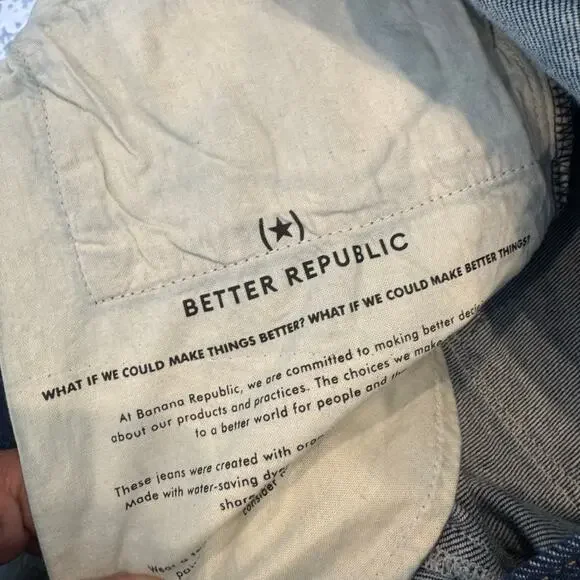 (★)
BETTER REPUBLIC
WHAT IF WE COULD MAKE THINGS BETTER? WHAT IF WE COULD MAKE BETTER THINGS?
At Banana Republic, we are committed to making better
about our products and practices. The choices we make
to a better world for people and
These jeans were created with
Made with water-saving
consider